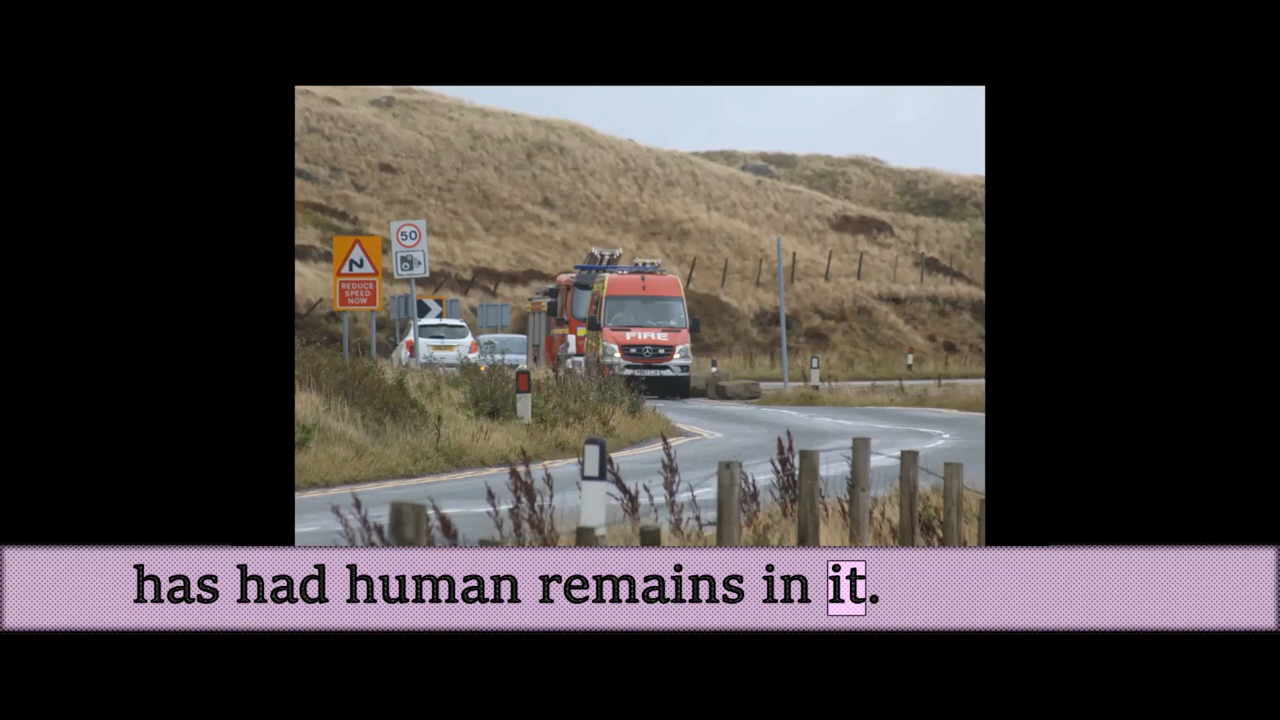 50
REDUCE
SPEED
NOW
FIRE
has had human remains in it.